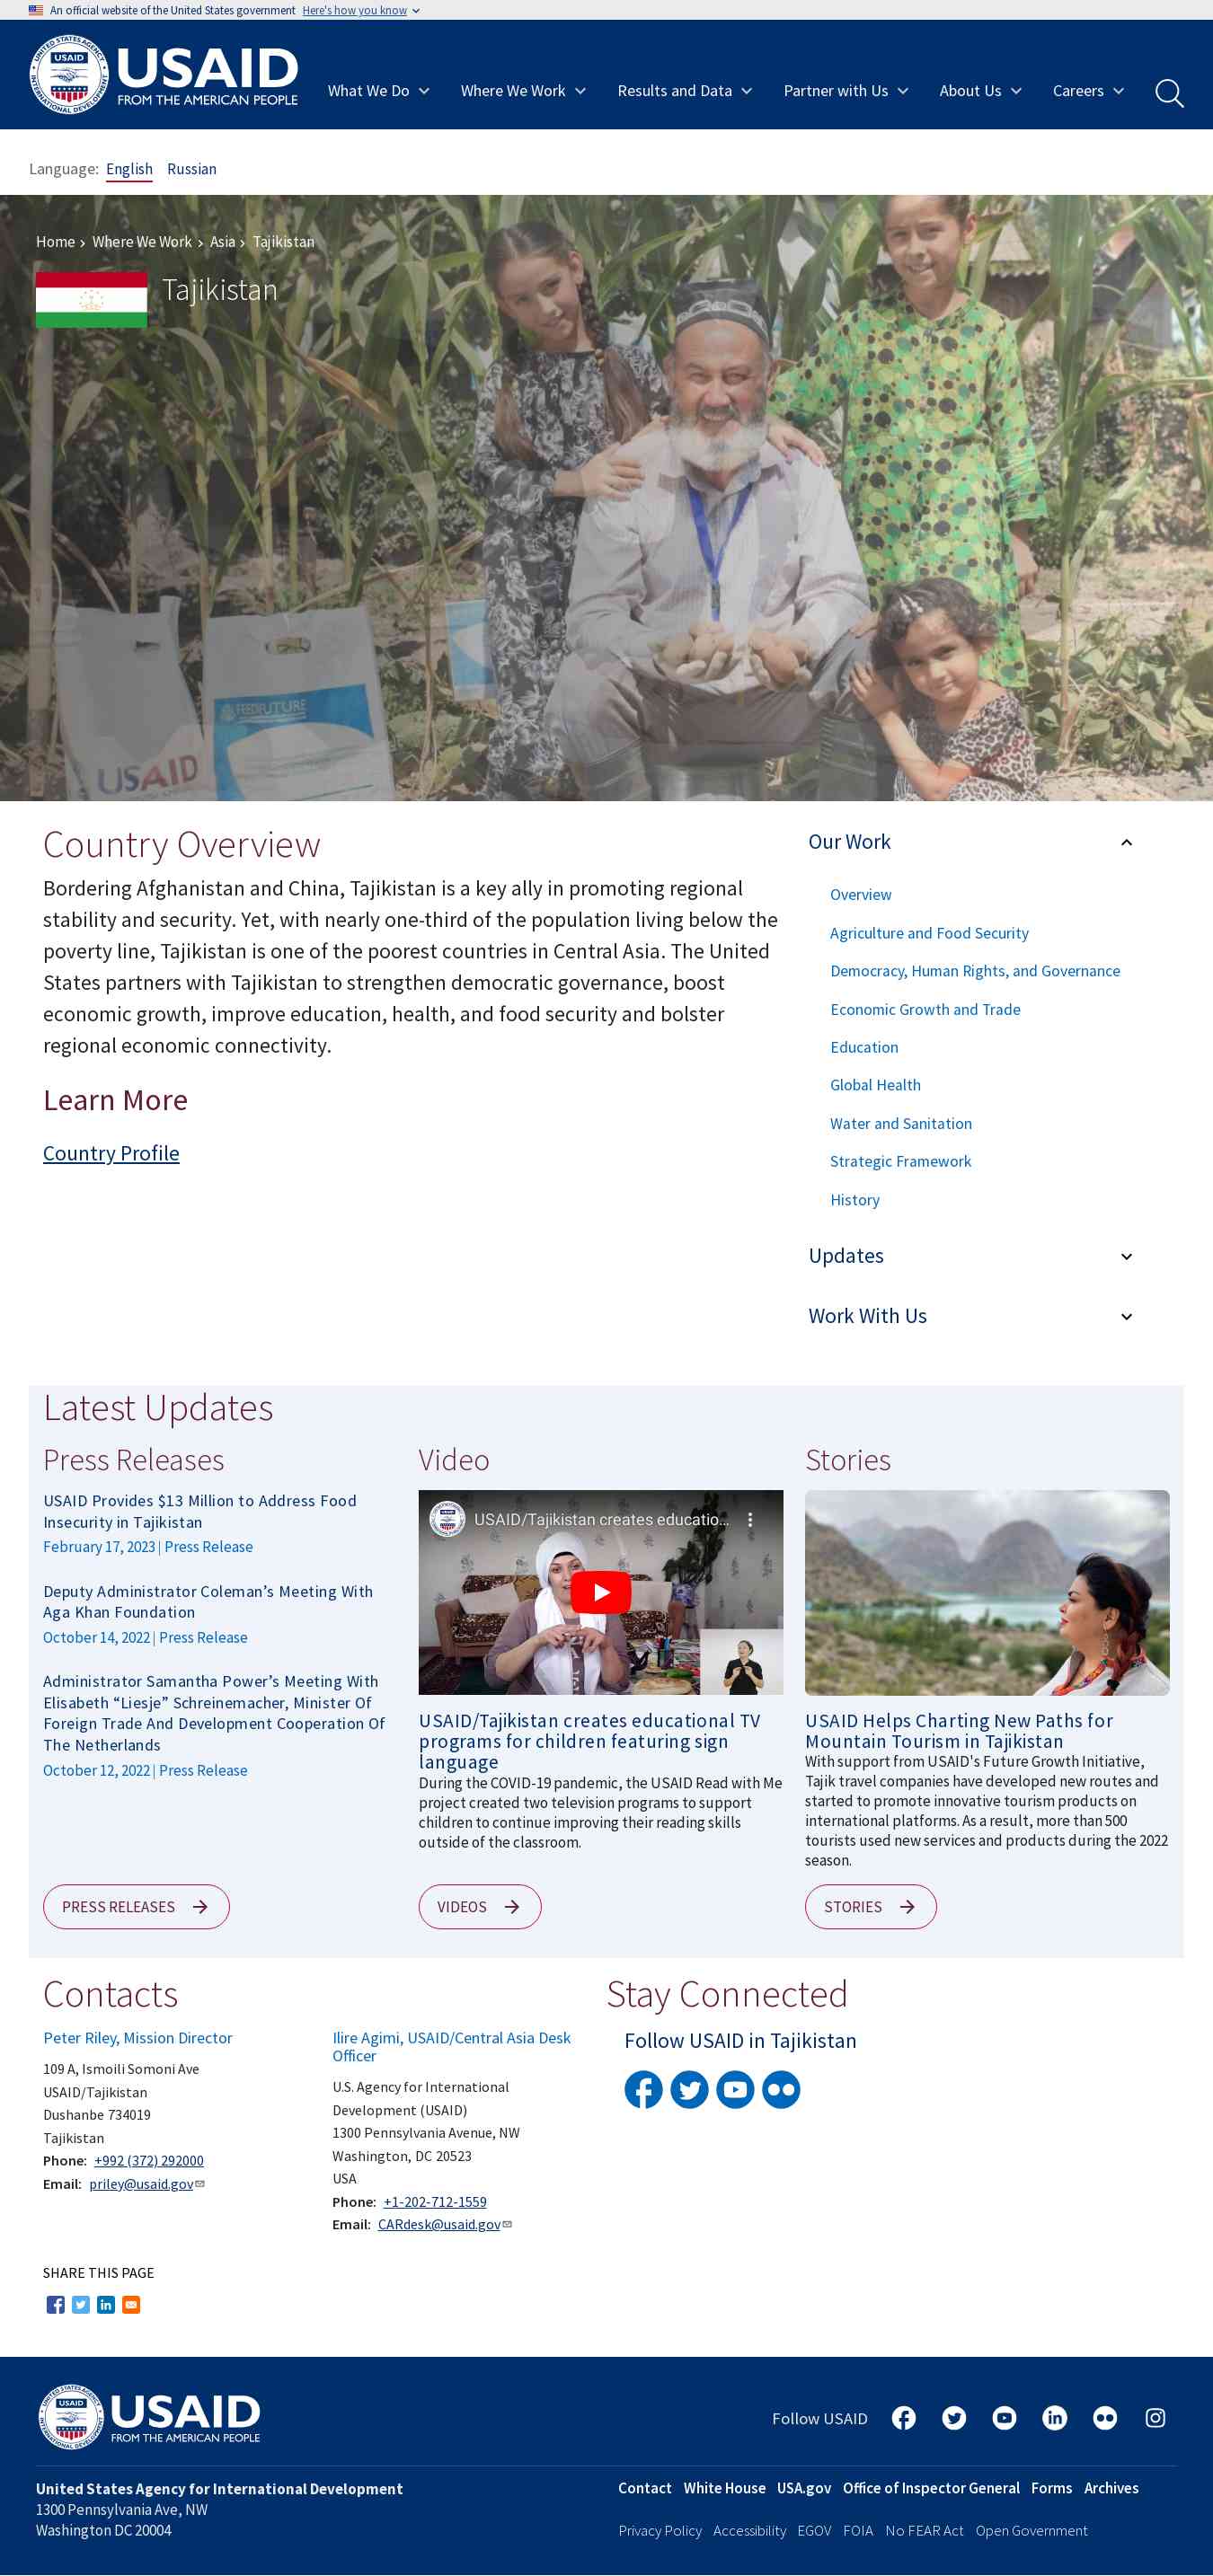 An official website of the United States government Here's how you know
USAID
FROM THE AMERICAN PEOPLE
What We Do Where We Work Results and Data Partner with Us About Us Careers
Language: English Russian
Home › Where We Work › Asia › Tajikistan
Tajikistan
FEED FUTURE
USAID
Country Overview
Bordering Afghanistan and China, Tajikistan is a key ally in promoting regional
stability and security. Yet, with nearly one-third of the population living below the
poverty line, Tajikistan is one of the poorest countries in Central Asia. The United
States partners with Tajikistan to strengthen democratic governance, boost
economic growth, improve education, health, and food security and bolster
regional economic connectivity.
Learn More
Country Profile
Our Work
Overview
Agriculture and Food Security
Democracy, Human Rights, and Governance
Economic Growth and Trade
Education
Global Health
Water and Sanitation
Strategic Framework
History
Updates
Work With Us
Latest Updates
Press Releases
USAID Provides $13 Million to Address Food
Insecurity in Tajikistan
February 17, 2023 | Press Release
Deputy Administrator Coleman’s Meeting With
Aga Khan Foundation
October 14, 2022 | Press Release
Administrator Samantha Power’s Meeting With
Elisabeth “Liesje” Schreinemacher, Minister Of
Foreign Trade And Development Cooperation Of
The Netherlands
October 12, 2022 | Press Release
PRESS RELEASES
Video
USAID/Tajikistan creates educatio...
USAID/Tajikistan creates educational TV
programs for children featuring sign
language
During the COVID-19 pandemic, the USAID Read with Me
project created two television programs to support
children to continue improving their reading skills
outside of the classroom.
VIDEOS
Stories
USAID Helps Charting New Paths for
Mountain Tourism in Tajikistan
With support from USAID's Future Growth Initiative,
Tajik travel companies have developed new routes and
started to promote innovative tourism products on
international platforms. As a result, more than 500
tourists used new services and products during the 2022
season.
STORIES
Contacts
Peter Riley, Mission Director
109 A, Ismoili Somoni Ave
USAID/Tajikistan
Dushanbe 734019
Tajikistan
Phone: +992 (372) 292000
Email: priley@usaid.gov
Ilire Agimi, USAID/Central Asia Desk
Officer
U.S. Agency for International
Development (USAID)
1300 Pennsylvania Avenue, NW
Washington, DC 20523
USA
Phone: +1-202-712-1559
Email: CARdesk@usaid.gov
Stay Connected
Follow USAID in Tajikistan
SHARE THIS PAGE
USAID
FROM THE AMERICAN PEOPLE
Follow USAID
United States Agency for International Development
1300 Pennsylvania Ave, NW
Washington DC 20004
Contact White House USA.gov Office of Inspector General Forms Archives
Privacy Policy Accessibility EGOV FOIA No FEAR Act Open Government